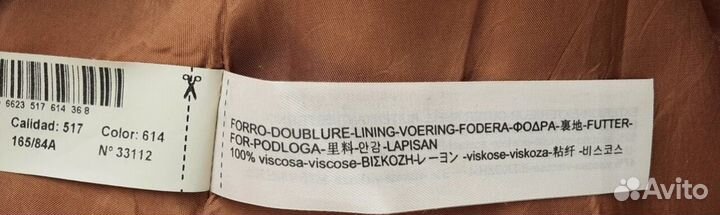 6623 517 614 36 8
Calidad: 517
Color: 614
165/84A
Nº 33112
FORRO-DOUBLURE-LINING-VOERING-FODERA-ΦΟΔΡΑ-裏地-FUTTER-
FOR-PODLOGA-里料-안감-LAPISAN
100% viscosa-viscose-ΒΙΣΚΟΖΗ-レーヨン -viskose-viskoza-粘纤 -비스코스
Avito